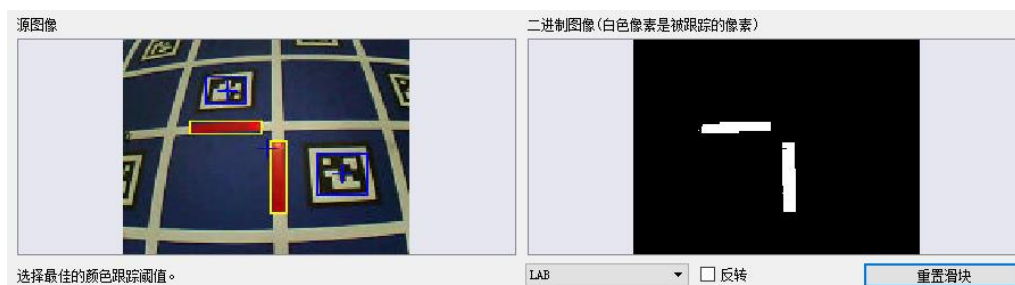 源图像
二进制图像(白色像素是被跟踪的像素)
选择最佳的颜色跟踪阈值。
LAB
反转
重置滑块